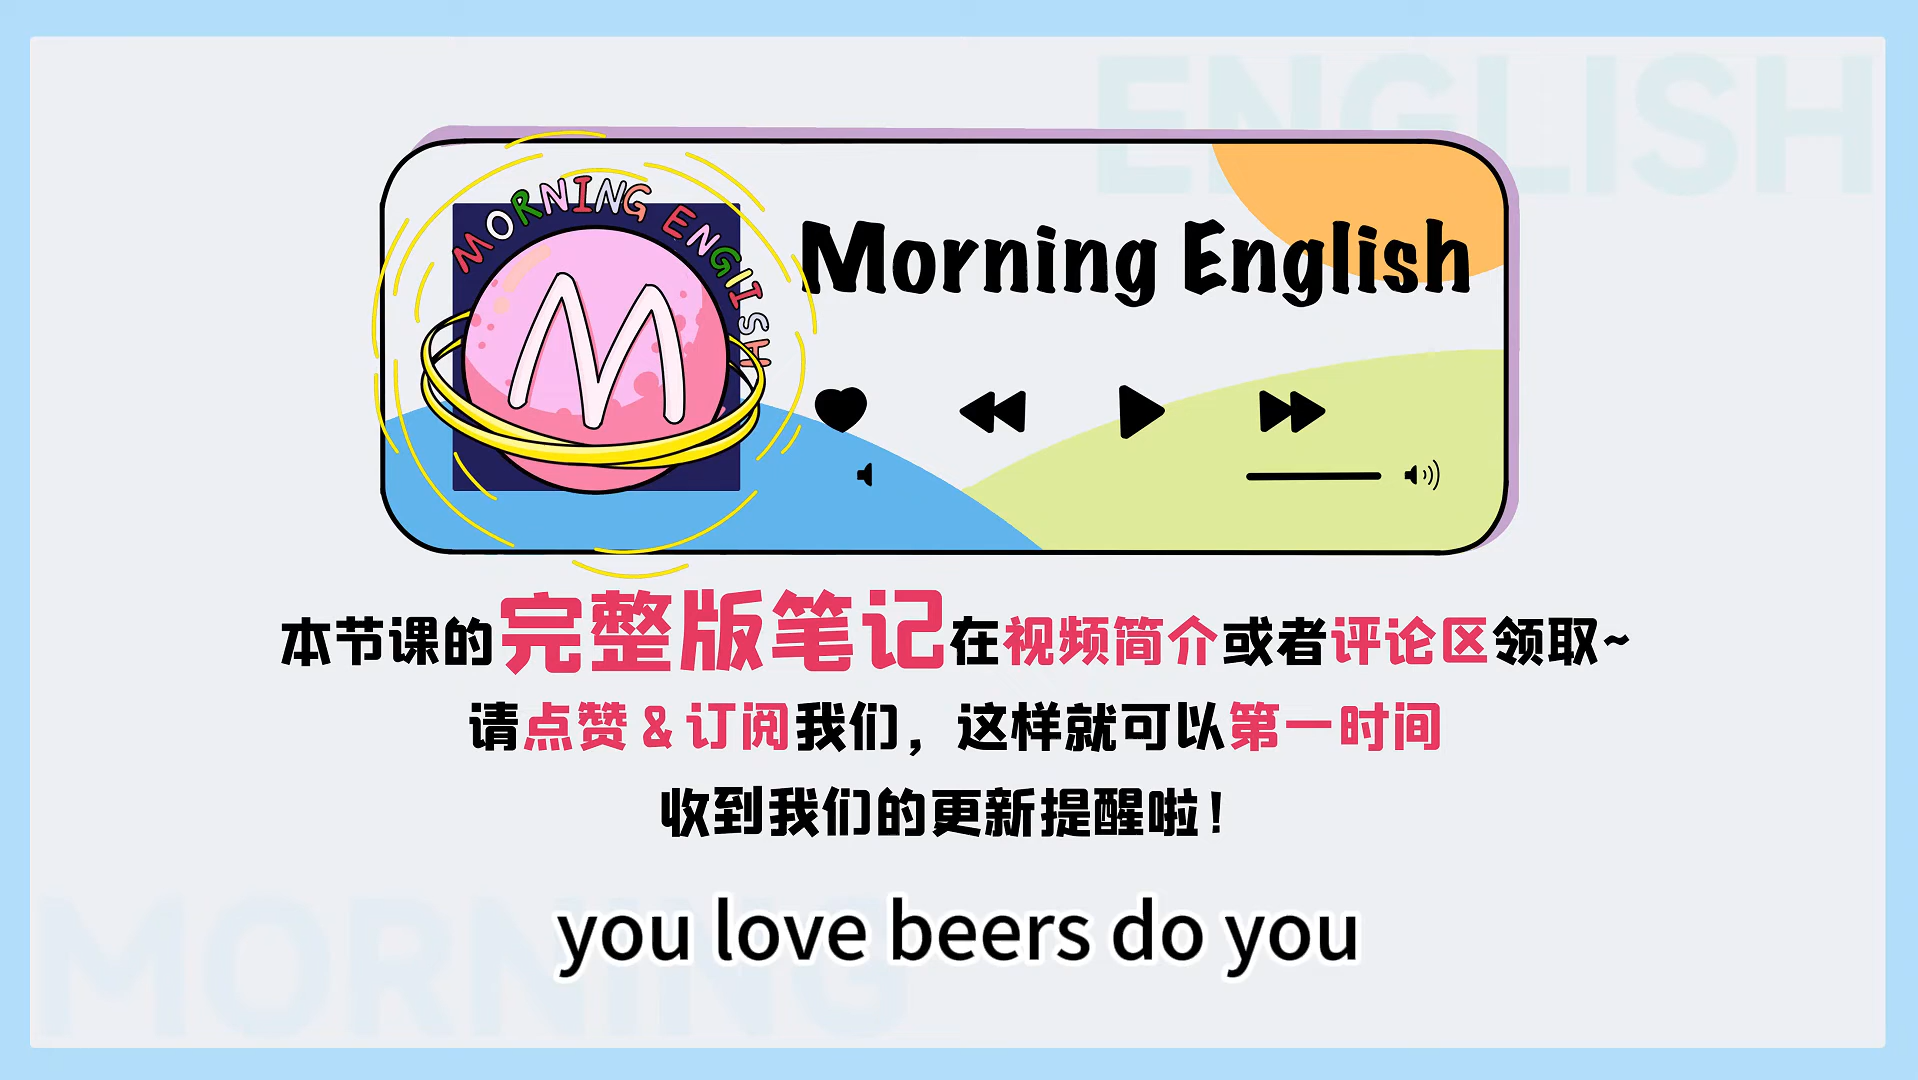 ENGLISH
MORNING ENGLISH
M
Morning English
本节课的完整版笔记在视频简介或者评论区领取~
请点赞&订阅我们，这样就可以第一时间
收到我们的更新提醒啦！
MORNING
you love beers do you